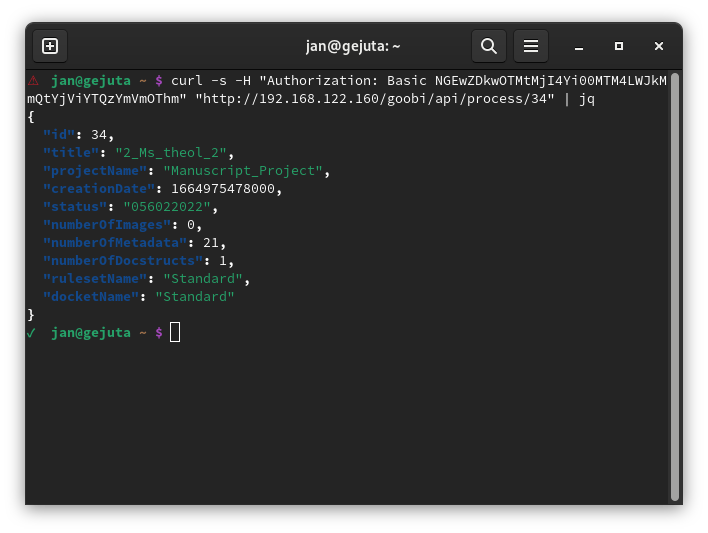 jan@gejuta: ~
⚠ jan@gejuta ~ $ curl -s -H "Authorization: Basic NGEwZDkwOTMtMjI4Yi00MTM4LWJkM
mQtYjViYTQzYmVmOThm" "http://192.168.122.160/goobi/api/process/34" | jq
{
  "id": 34,
  "title": "2_Ms_theol_2",
  "projectName": "Manuscript_Project",
  "creationDate": 1664975478000,
  "status": "056022022",
  "numberOfImages": 0,
  "numberOfMetadata": 21,
  "numberOfDocstructs": 1,
  "rulesetName": "Standard",
  "docketName": "Standard"
}
✓ jan@gejuta ~ $